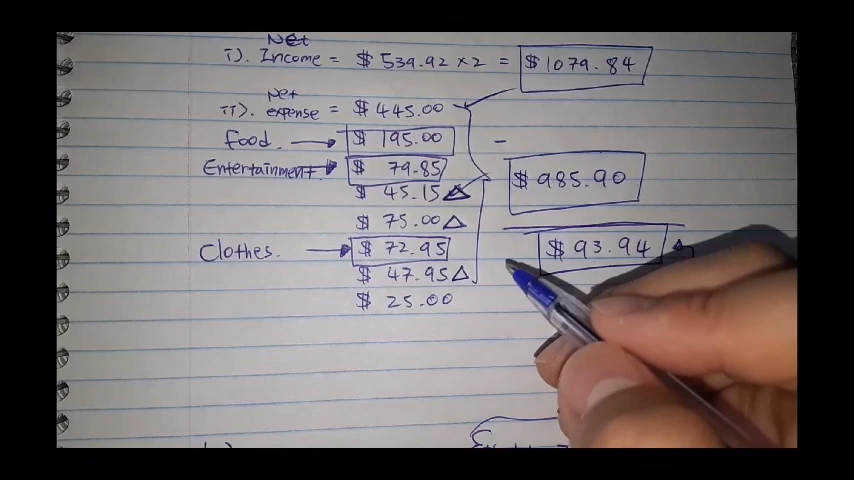 Net
i). Income = $ 539.92 x 2 = $1079.84
net
ii). expense = $ 445.00
food. $ 195.00 -
Entertainment. $ 79.85 $985.90
$ 45.15 Δ
$ 75.00 Δ
Clothes. $ 72.95 $93.94 Δ
$ 47.95 Δ
$ 25.00